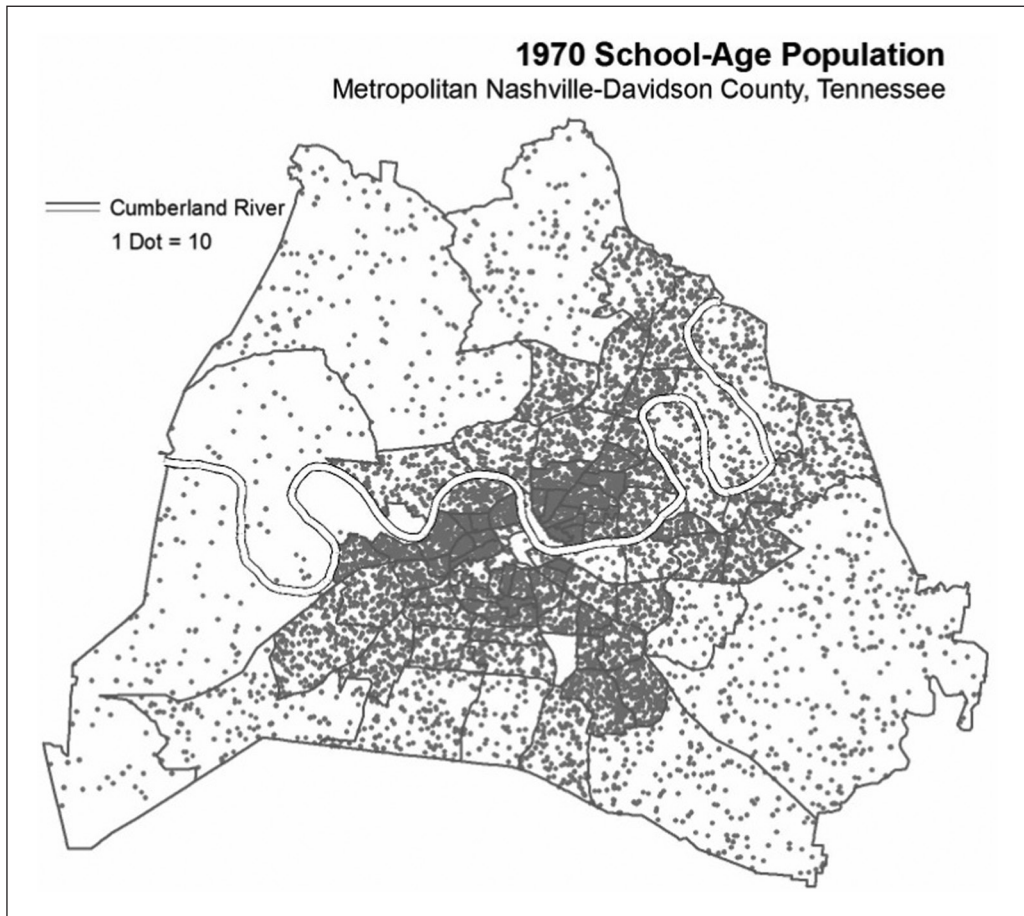 1970 School-Age Population
Metropolitan Nashville-Davidson County, Tennessee
Cumberland River
1 Dot = 10